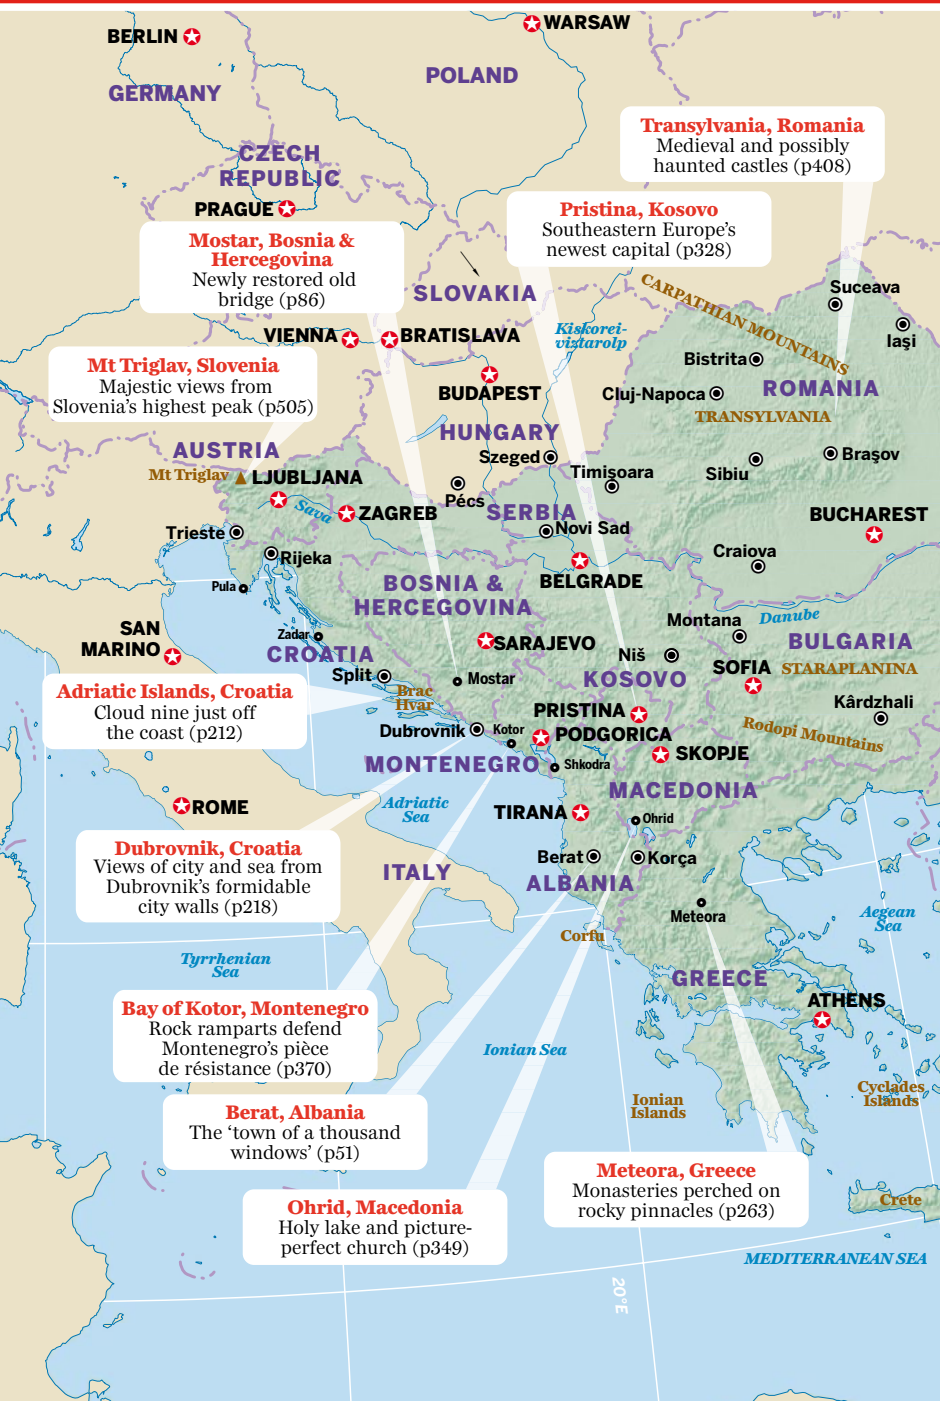 BERLIN
WARSAW
POLAND
GERMANY
Transylvania, Romania
Medieval and possibly
haunted castles (p408)
CZECH
REPUBLIC
PRAGUE
Pristina, Kosovo
Southeastern Europe's
newest capital (p328)
Mostar, Bosnia &
Hercegovina
Newly restored old
bridge (p86)
SLOVAKIA
CARPATHIAN MOUNTAINS
Suceava
Iaşi
VIENNA
BRATISLAVA
Kiskorei-
viztarolp
Bistrita
Mt Triglav, Slovenia
Majestic views from
Slovenia's highest peak (p505)
BUDAPEST
Cluj-Napoca
ROMANIA
TRANSYLVANIA
HUNGARY
AUSTRIA
Szeged
Braşov
Mt Triglav
LJUBLJANA
Timişoara
Sibiu
Pécs
Sava
ZAGREB
SERBIA
BUCHAREST
Trieste
Novi Sad
Rijeka
Craiova
BELGRADE
Pula
BOSNIA &
HERCEGOVINA
Montana
Danube
SAN
MARINO
Zadar
SARAJEVO
BULGARIA
CROATIA
Niš
SOFIA
STARAPLANINA
Split
Mostar
KOSOVO
Adriatic Islands, Croatia
Cloud nine just off
the coast (p212)
Brac
Hvar
Kârdzhali
PRISTINA
Dubrovnik
Kotor
PODGORICA
Rodopi Mountains
SKOPJE
MONTENEGRO
Shkodra
MACEDONIA
ROME
Adriatic
Sea
TIRANA
Ohrid
Dubrovnik, Croatia
Views of city and sea from
Dubrovnik's formidable
city walls (p218)
Berat
Korça
ITALY
ALBANIA
Meteora
Aegean
Sea
Corfu
Tyrrhenian
Sea
GREECE
ATHENS
Bay of Kotor, Montenegro
Rock ramparts defend
Montenegro's pièce
de résistance (p370)
Ionian Sea
Ionian
Islands
Cyclades
Islands
Berat, Albania
The 'town of a thousand
windows' (p51)
Meteora, Greece
Monasteries perched on
rocky pinnacles (p263)
Ohrid, Macedonia
Holy lake and picture-
perfect church (p349)
Crete
MEDITERRANEAN SEA
20°E